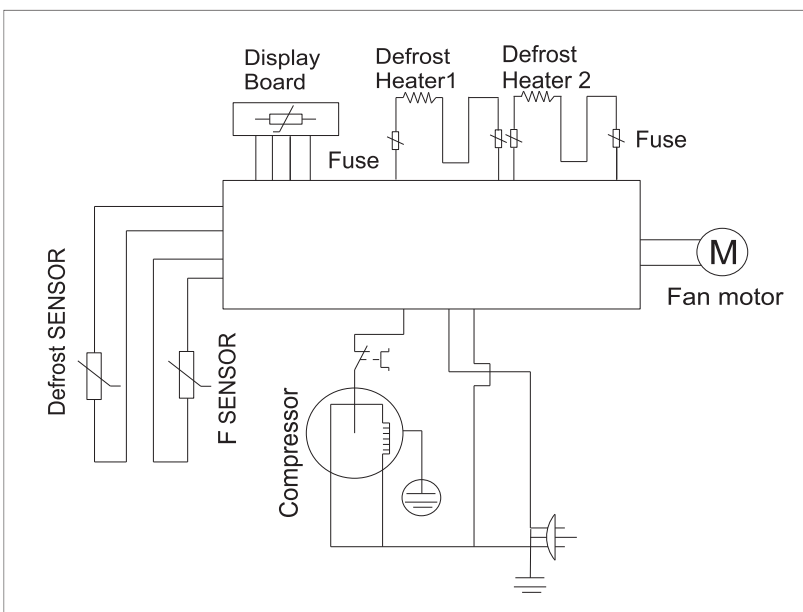 Display
Board
Defrost
Heater1
Defrost
Heater 2
Fuse
Fuse
M
Fan motor
Defrost SENSOR
F SENSOR
Compressor